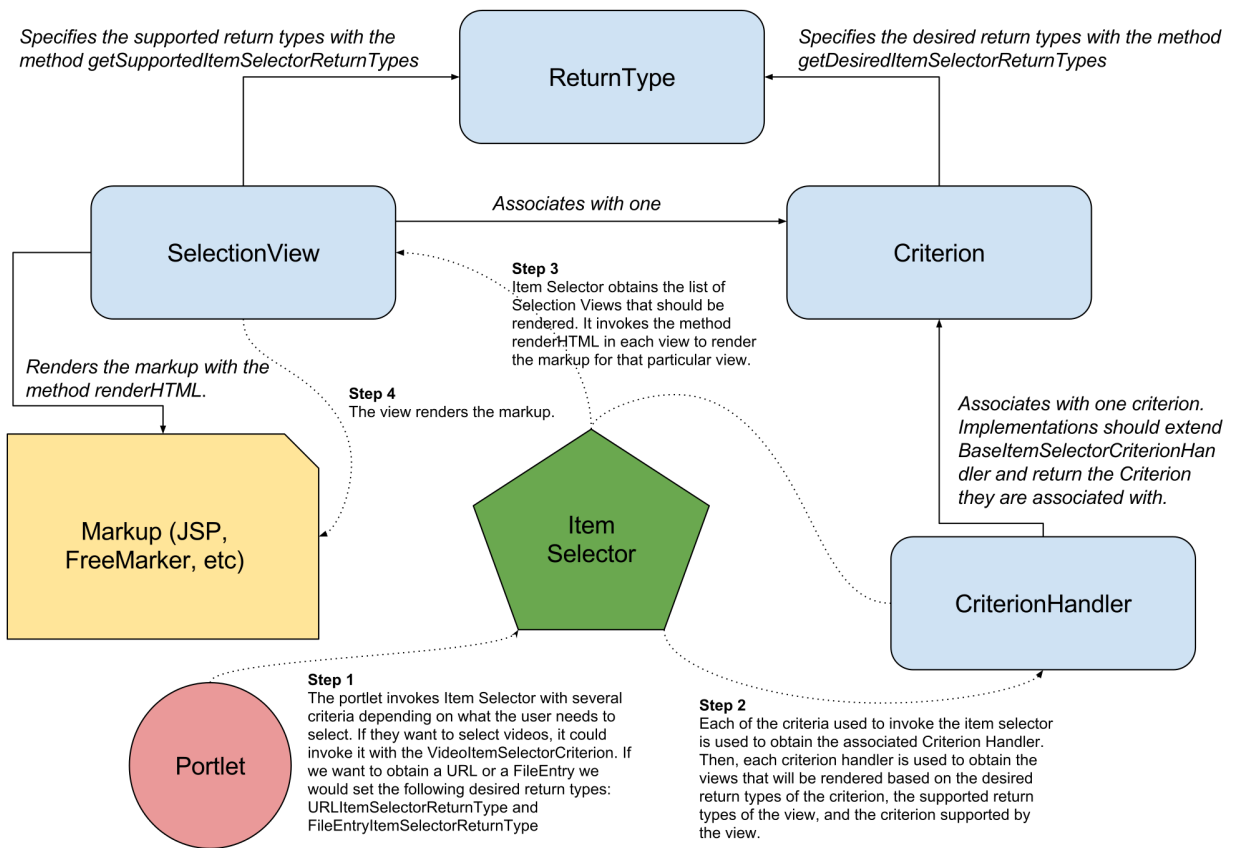 Specifies the supported return types with the
method getSupportedItemSelectorReturnTypes
ReturnType
Specifies the desired return types with the method
getDesiredItemSelectorReturnTypes
SelectionView
Associates with one
Criterion
Step 3
Item Selector obtains the list of
Selection Views that should be
rendered. It invokes the method
renderHTML in each view to render
the markup for that particular view.
Renders the markup with the
method renderHTML.
Step 4
The view renders the markup.
Associates with one criterion.
Implementations should extend
BaseItemSelectorCriterionHan
dler and return the Criterion
they are associated with.
Markup (JSP,
FreeMarker, etc)
Item
Selector
CriterionHandler
Portlet
Step 1
The portlet invokes Item Selector with several
criteria depending on what the user needs to
select. If they want to select videos, it could
invoke it with the VideoItemSelectorCriterion. If
we want to obtain a URL or a FileEntry we
would set the following desired return types:
URLItemSelectorReturnType and
FileEntryItemSelectorReturnType
Step 2
Each of the criteria used to invoke the item selector
is used to obtain the associated Criterion Handler.
Then, each criterion handler is used to obtain the
views that will be rendered based on the desired
return types of the criterion, the supported return
types of the view, and the criterion supported by
the view.